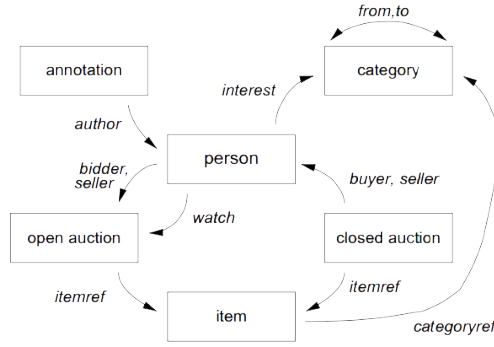 from,to
annotation
category
interest
author
person
bidder,
seller
buyer, seller
watch
open auction
closed auction
itemref
itemref
item
categoryref